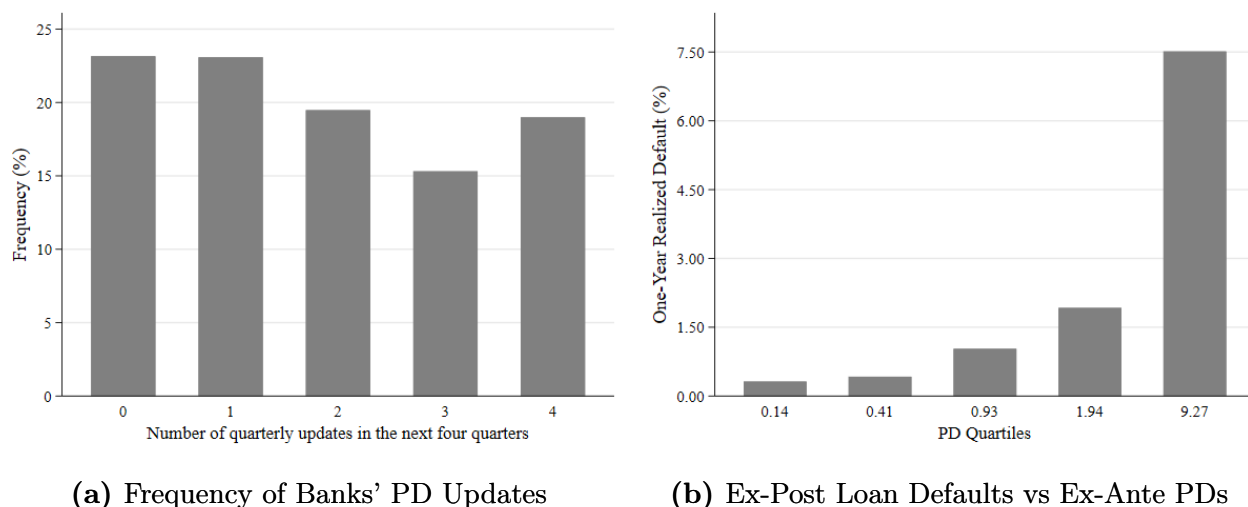 25
20
15
10
5
0
Frequency (%)
0 1 2 3 4
Number of quarterly updates in the next four quarters
(a) Frequency of Banks' PD Updates
7.50
6.00
4.50
3.00
1.50
0.00
One-Year Realized Default (%)
0.14 0.41 0.93 1.94 9.27
PD Quartiles
(b) Ex-Post Loan Defaults vs Ex-Ante PDs